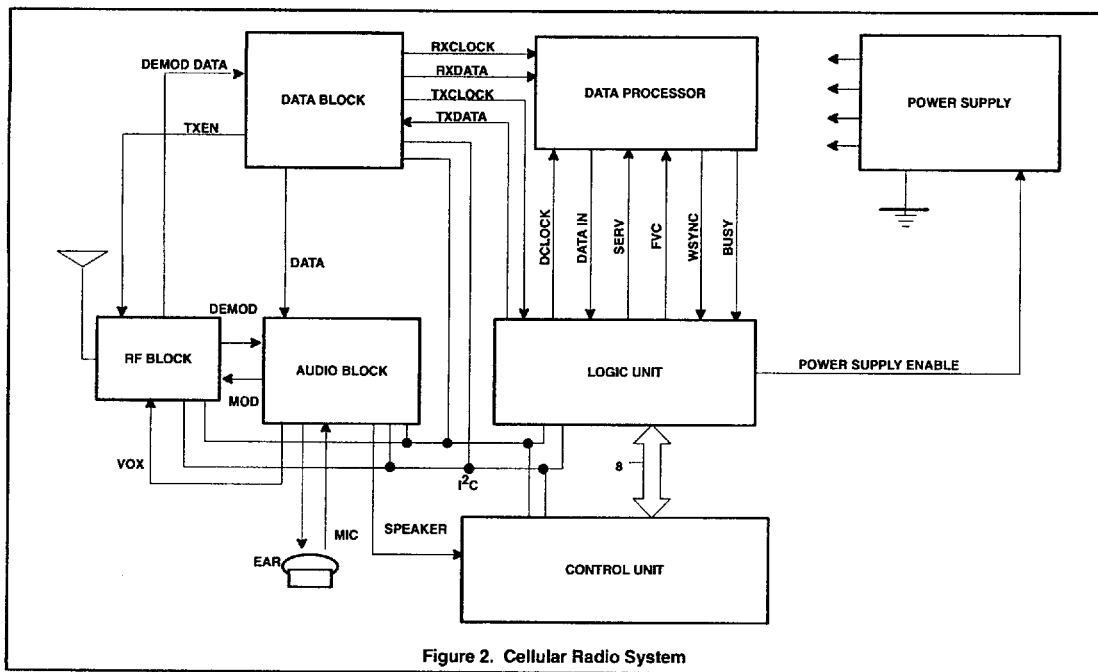 RXCLOCK
DEMOD DATA
RXDATA
DATA BLOCK
DATA PROCESSOR
POWER SUPPLY
TXCLOCK
TXDATA
TXEN
DCLOCK
DATA IN
SERV
FVC
WSYNC
BUSY
DATA
DEMOD
RF BLOCK
AUDIO BLOCK
LOGIC UNIT
POWER SUPPLY ENABLE
MOD
VOX
I²C
8
SPEAKER
MIC
EAR
CONTROL UNIT
Figure 2. Cellular Radio System